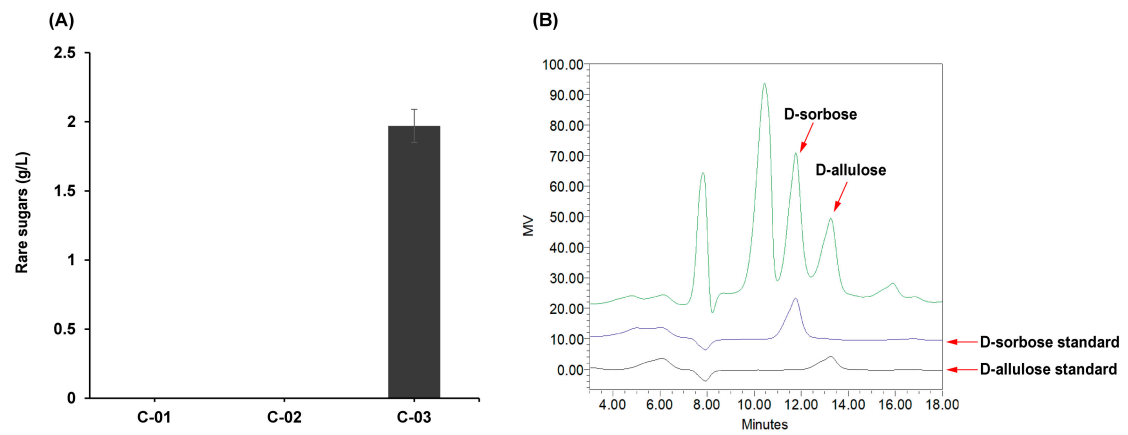 (A)
(B)
Rare sugars (g/L)
2.5
2
1.5
1
0.5
0
C-01 C-02 C-03
MV
100.00
90.00
80.00
70.00
60.00
50.00
40.00
30.00
20.00
10.00
0.00
D-sorbose
D-allulose
D-sorbose standard
D-allulose standard
4.00 6.00 8.00 10.00 12.00 14.00 16.00 18.00
Minutes